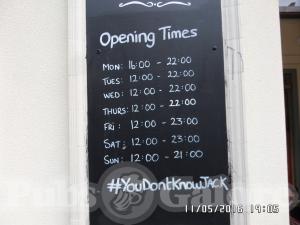 Opening Times
MON: 16:00 - 22:00
TUES: 12:00 - 22:00
WED: 12:00 - 22:00
THURS: 12:00 - 22:00
FRI: 12:00 - 23:00
SAT: 12:00 - 23:00
SUN: 12:00 - 21:00
#YouDontKnowJACK
Pubs Galore
11/05/2016 19:05